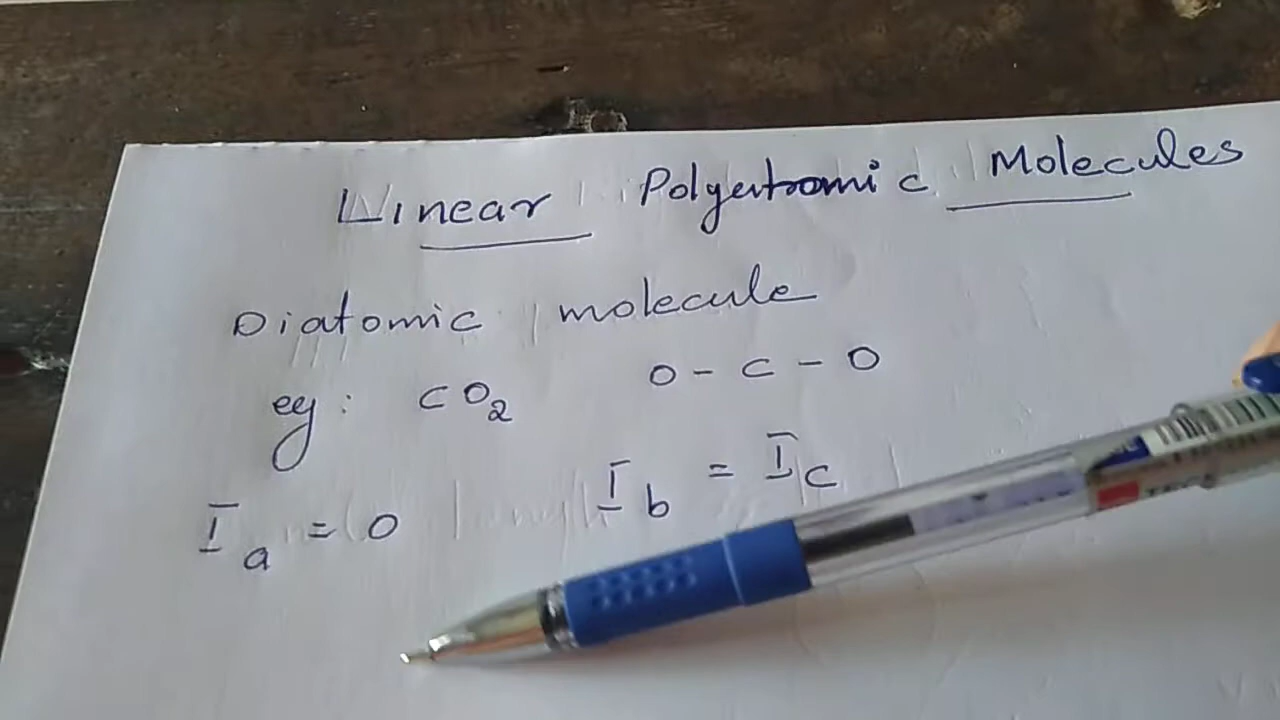 Linear Polyatomic Molecules
Diatomic molecule
eg: CO2 O-C-O
Ia = 0 Ib = Ic